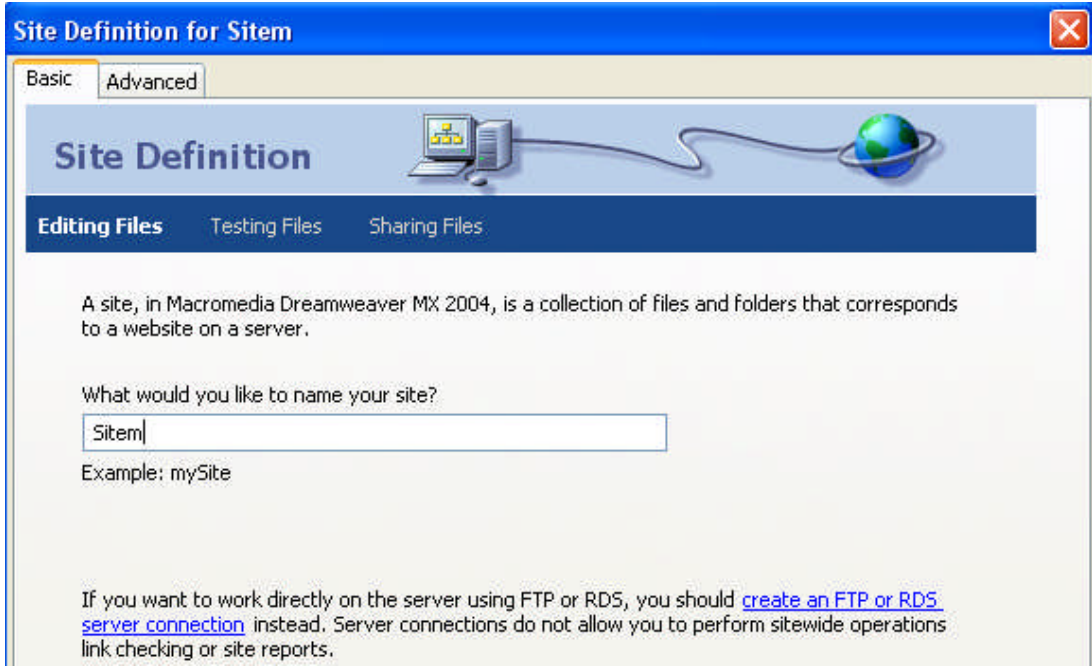 Site Definition for Sitem
Basic
Advanced
Site Definition
Editing Files Testing Files Sharing Files
A site, in Macromedia Dreamweaver MX 2004, is a collection of files and folders that corresponds
to a website on a server.
What would you like to name your site?
Sitem
Example: mySite
If you want to work directly on the server using FTP or RDS, you should create an FTP or RDS
server connection instead. Server connections do not allow you to perform sitewide operations
link checking or site reports.